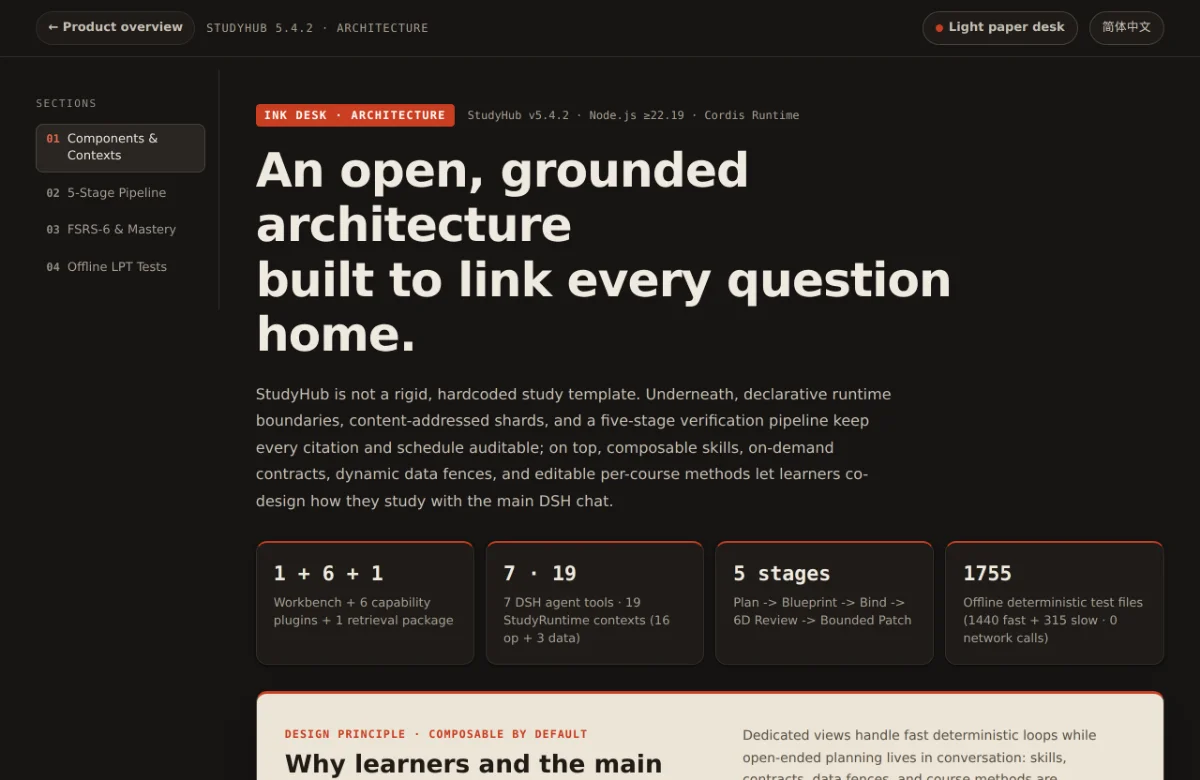 ← Product overview
STUDYHUB 5.4.2 · ARCHITECTURE
Light paper desk
简体中文
SECTIONS
01 Components &
Contexts
02 5-Stage Pipeline
03 FSRS-6 & Mastery
04 Offline LPT Tests
INK DESK · ARCHITECTURE
StudyHub v5.4.2 · Node.js ≥22.19 · Cordis Runtime
An open, grounded
architecture
built to link every question
home.
StudyHub is not a rigid, hardcoded study template. Underneath, declarative runtime
boundaries, content-addressed shards, and a five-stage verification pipeline keep
every citation and schedule auditable; on top, composable skills, on-demand
contracts, dynamic data fences, and editable per-course methods let learners co-
design how they study with the main DSH chat.
1 + 6 + 1
Workbench + 6 capability
plugins + 1 retrieval package
7 · 19
7 DSH agent tools · 19
StudyRuntime contexts (16
op + 3 data)
5 stages
Plan -> Blueprint -> Bind ->
6D Review -> Bounded Patch
1755
Offline deterministic test files
(1440 fast + 315 slow · 0
network calls)
DESIGN PRINCIPLE · COMPOSABLE BY DEFAULT
Why learners and the main
Dedicated views handle fast deterministic loops while
open-ended planning lives in conversation: skills,
contracts, data fences, and course methods are